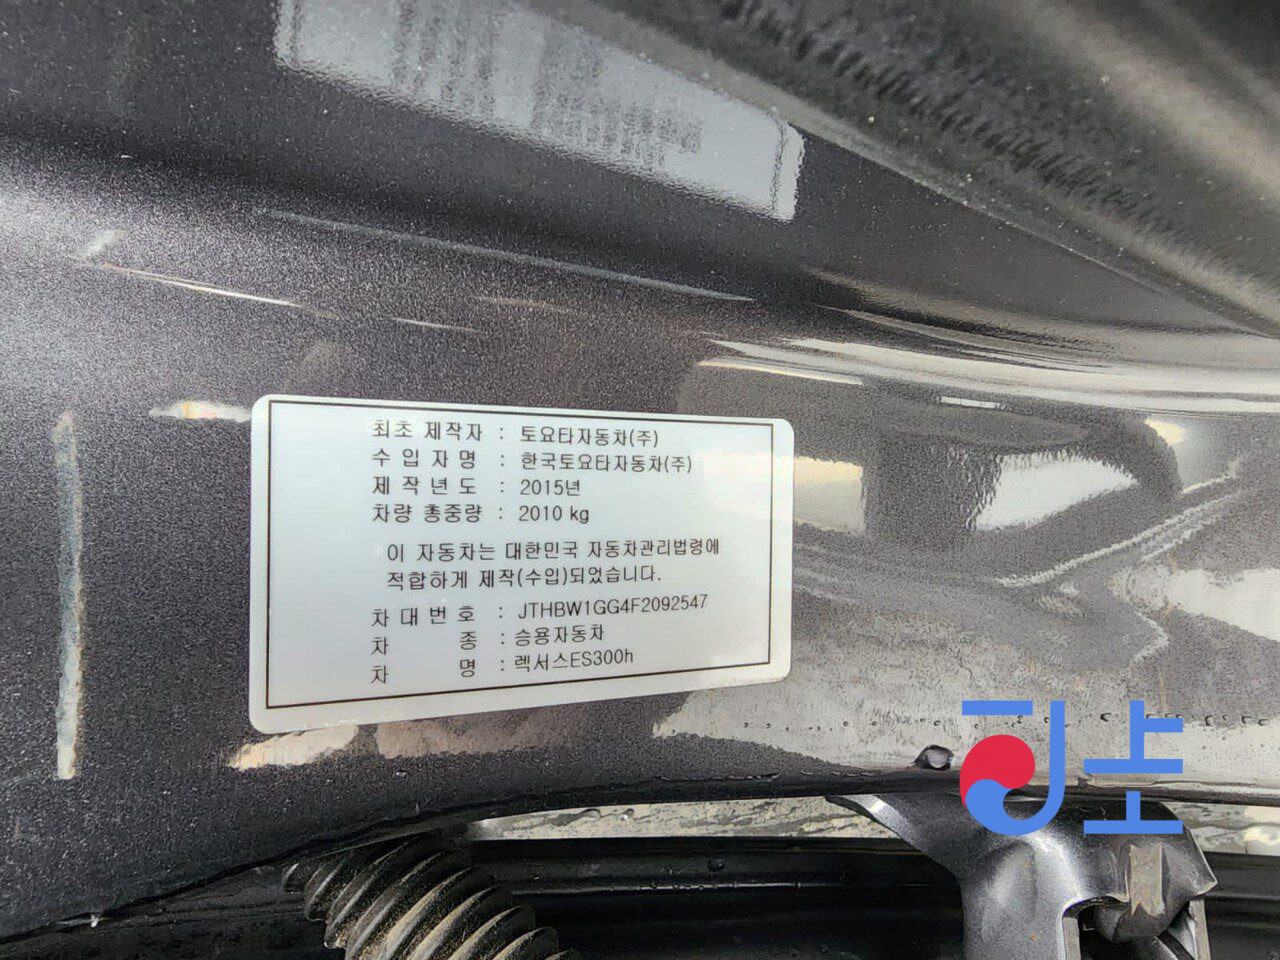 최초 제작자 : 토요타자동차(주)
수 입 자 명 : 한국토요타자동차(주)
제 작 년 도 : 2015년
차량 총중량 : 2010 kg
이 자동차는 대한민국 자동차관리법령에
적합하게 제작(수입)되었습니다.
차 대 번 호 : JTHBW1GG4F2092547
차 종 : 승용자동차
차 명 : 렉서스ES300h